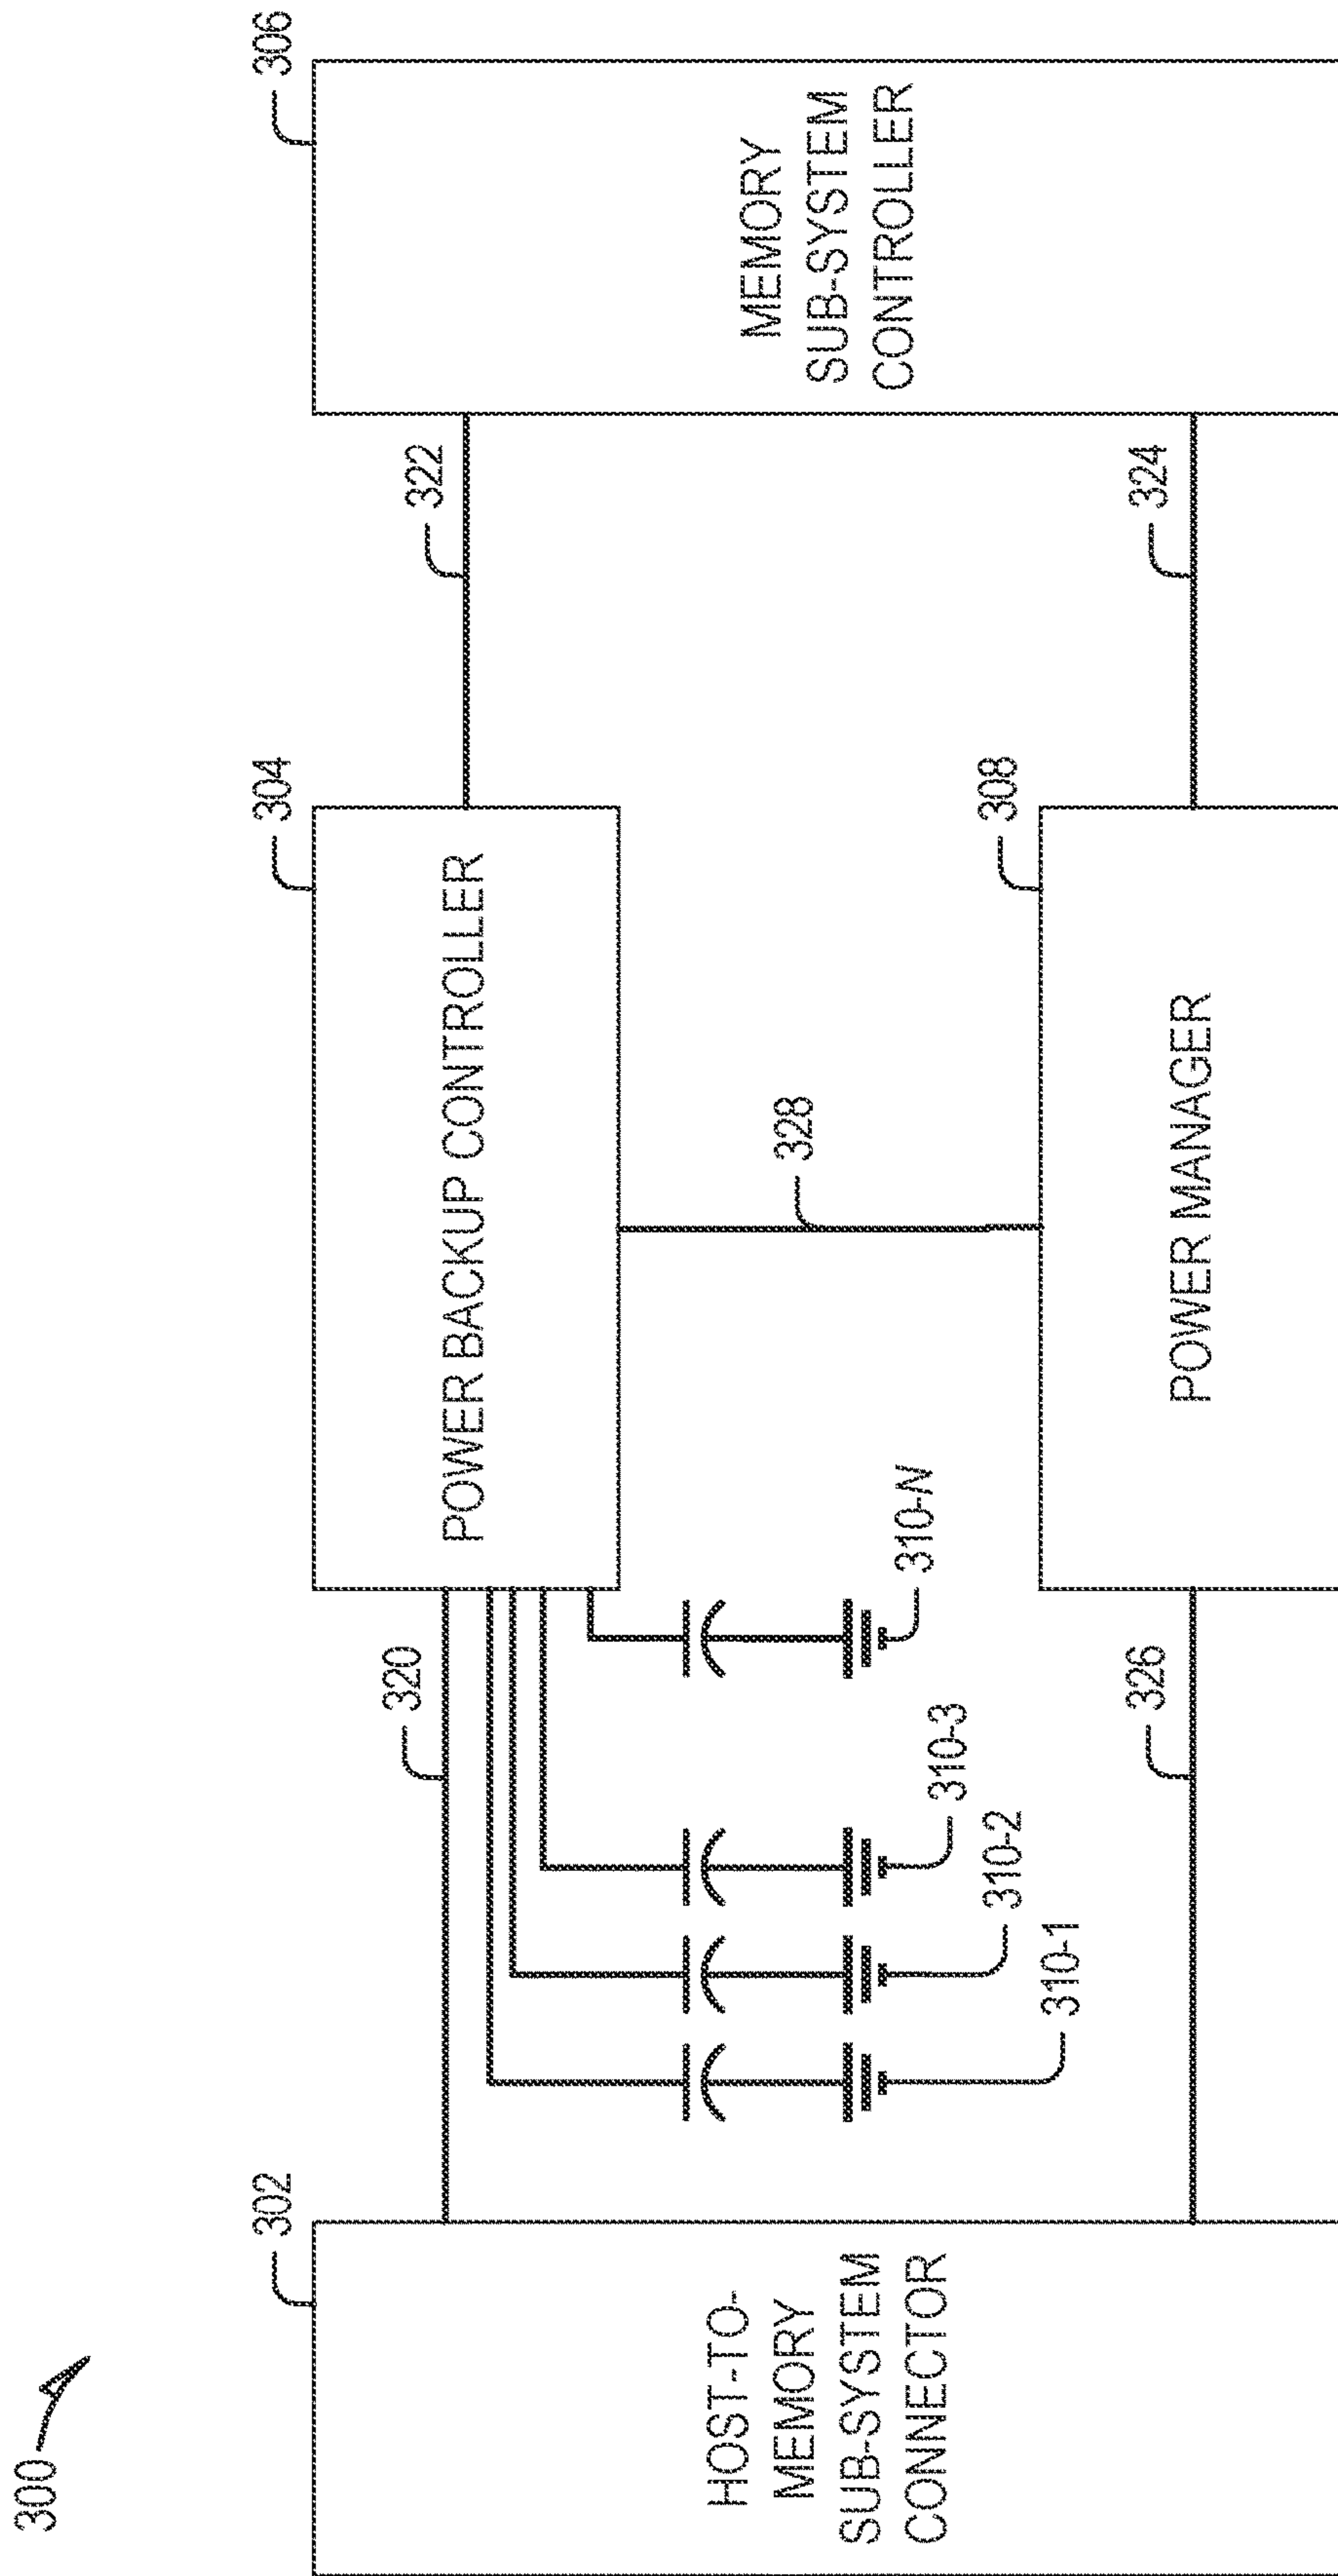 300
302
HOST-TO-
MEMORY
SUB-SYSTEM
CONNECTOR
320
310-1
310-2
310-3
310-N
326
304
POWER BACKUP CONTROLLER
328
308
POWER MANAGER
322
324
306
MEMORY
SUB-SYSTEM
CONTROLLER